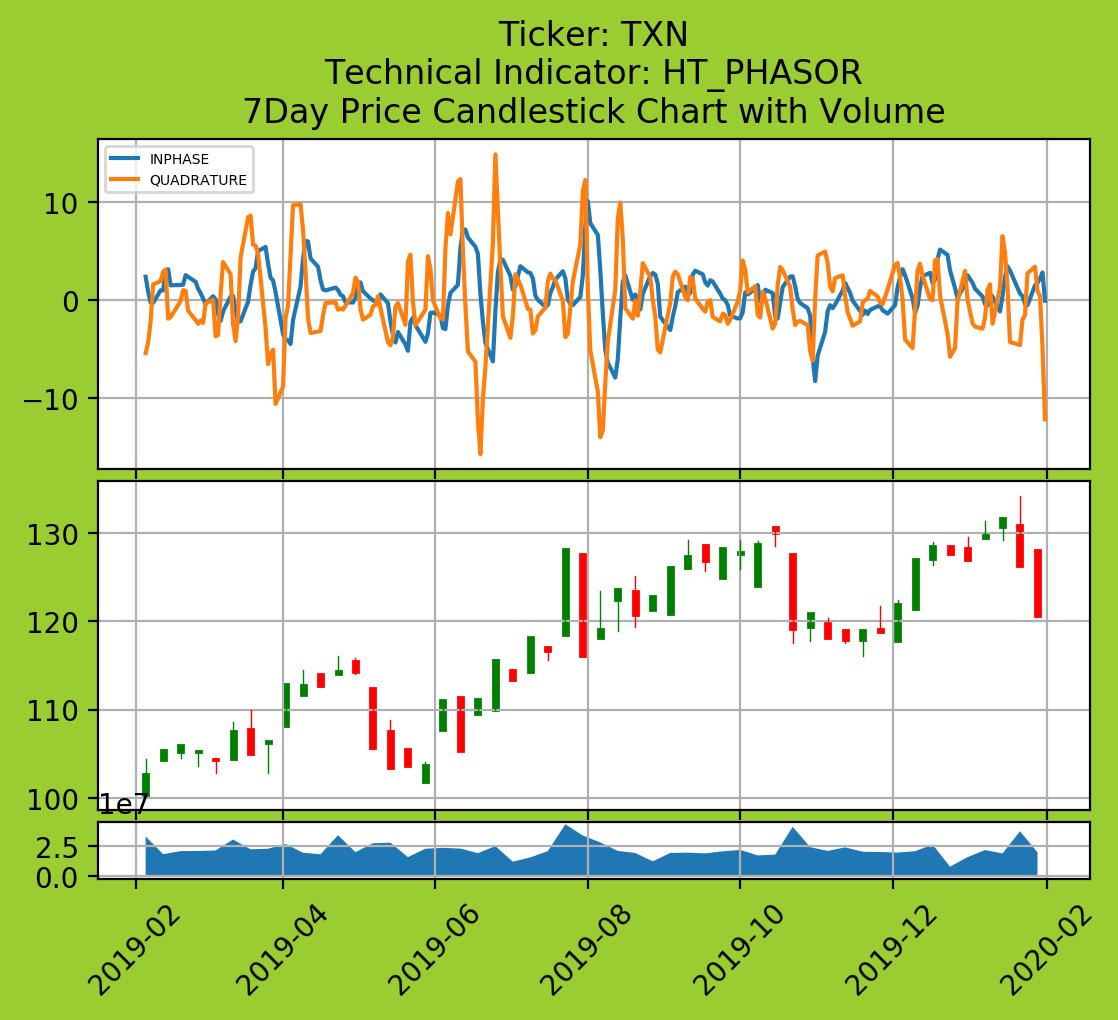 Ticker: TXN
Technical Indicator: HT_PHASOR
7Day Price Candlestick Chart with Volume
INPHASE
QUADRATURE
10
0
−10
130
120
110
100
1e7
2.5
0.0
2019-02
2019-04
2019-06
2019-08
2019-10
2019-12
2020-02